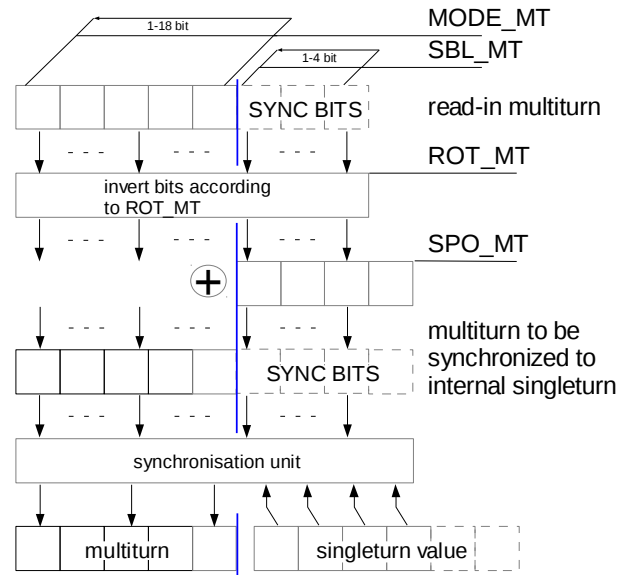 MODE_MT
1-18 bit
SBL_MT
1-4 bit
SYNC BITS
read-in multiturn
- - - - - - - - -
ROT_MT
invert bits according
to ROT_MT
- - - - - - - - -
SPO_MT
+
- - - - - - - - -
multiturn to be
synchronized to
internal singleturn
SYNC BITS
- - - - - - - - -
synchronisation unit
multiturn
singleturn value